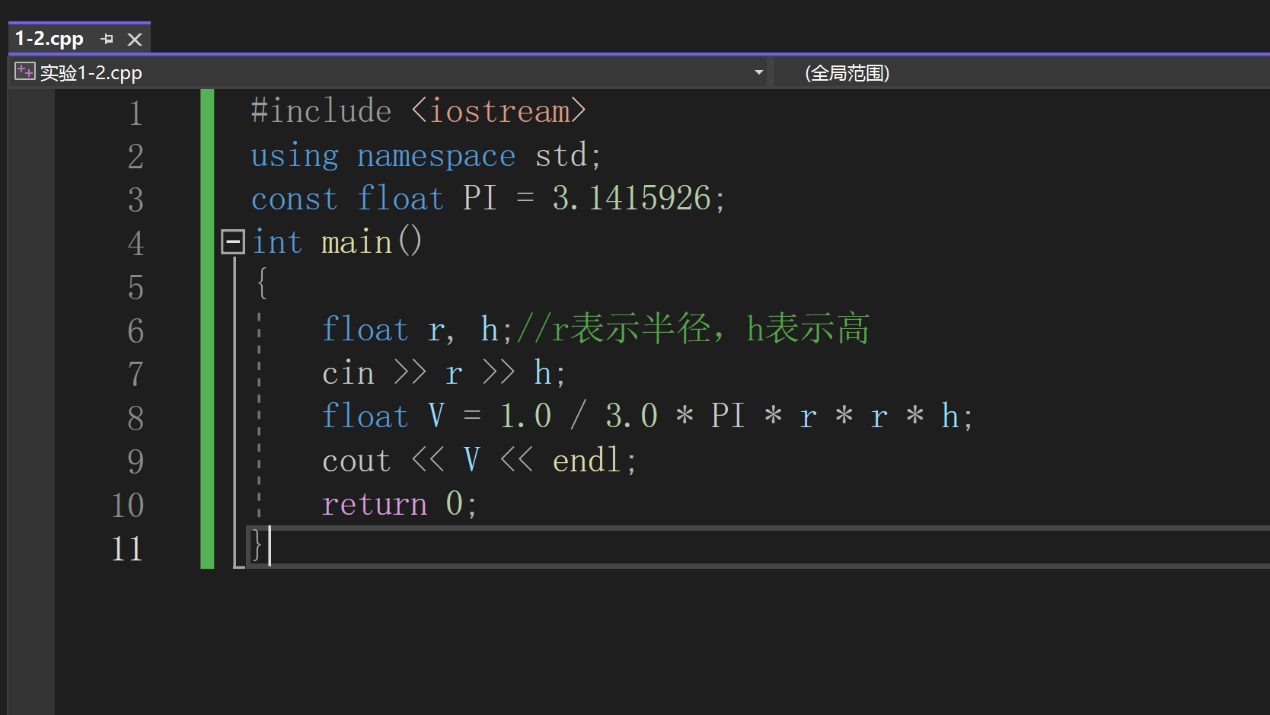 1-2.cpp
实验1-2.cpp (全局范围)
1 #include <iostream>
2 using namespace std;
3 const float PI = 3.1415926;
4 int main()
5 {
6 float r, h;//r表示半径，h表示高
7 cin >> r >> h;
8 float V = 1.0 / 3.0 * PI * r * r * h;
9 cout << V << endl;
10 return 0;
11 }